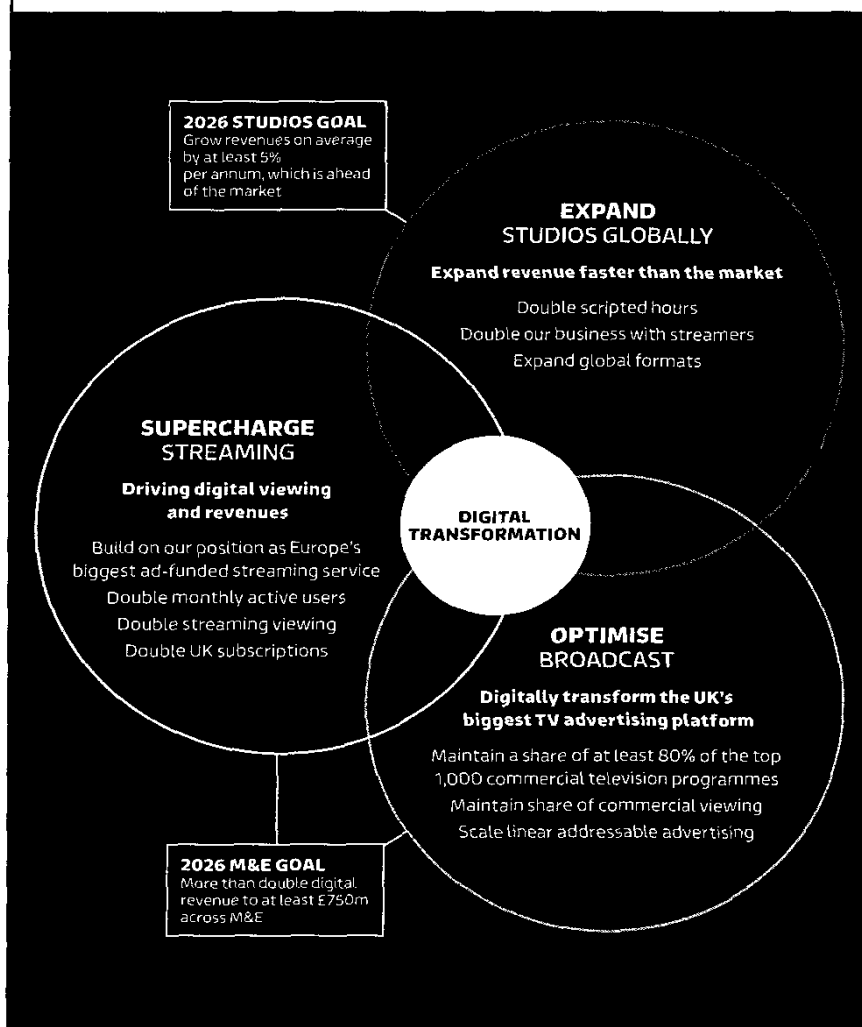 2026 STUDIOS GOAL
Grow revenues on average
by at least 5%
per annum, which is ahead
of the market
EXPAND
STUDIOS GLOBALLY
Expand revenue faster than the market
Double scripted hours
Double our business with streamers
Expand global formats
SUPERCHARGE
STREAMING
Driving digital viewing
and revenues
Build on our position as Europe's
biggest ad-funded streaming service
Double monthly active users
Double streaming viewing
Double UK subscriptions
DIGITAL
TRANSFORMATION
OPTIMISE
BROADCAST
Digitally transform the UK's
biggest TV advertising platform
Maintain a share of at least 80% of the top
1,000 commercial television programmes
Maintain share of commercial viewing
Scale linear addressable advertising
2026 M&E GOAL
More than double digital
revenue to at least £750m
across M&E